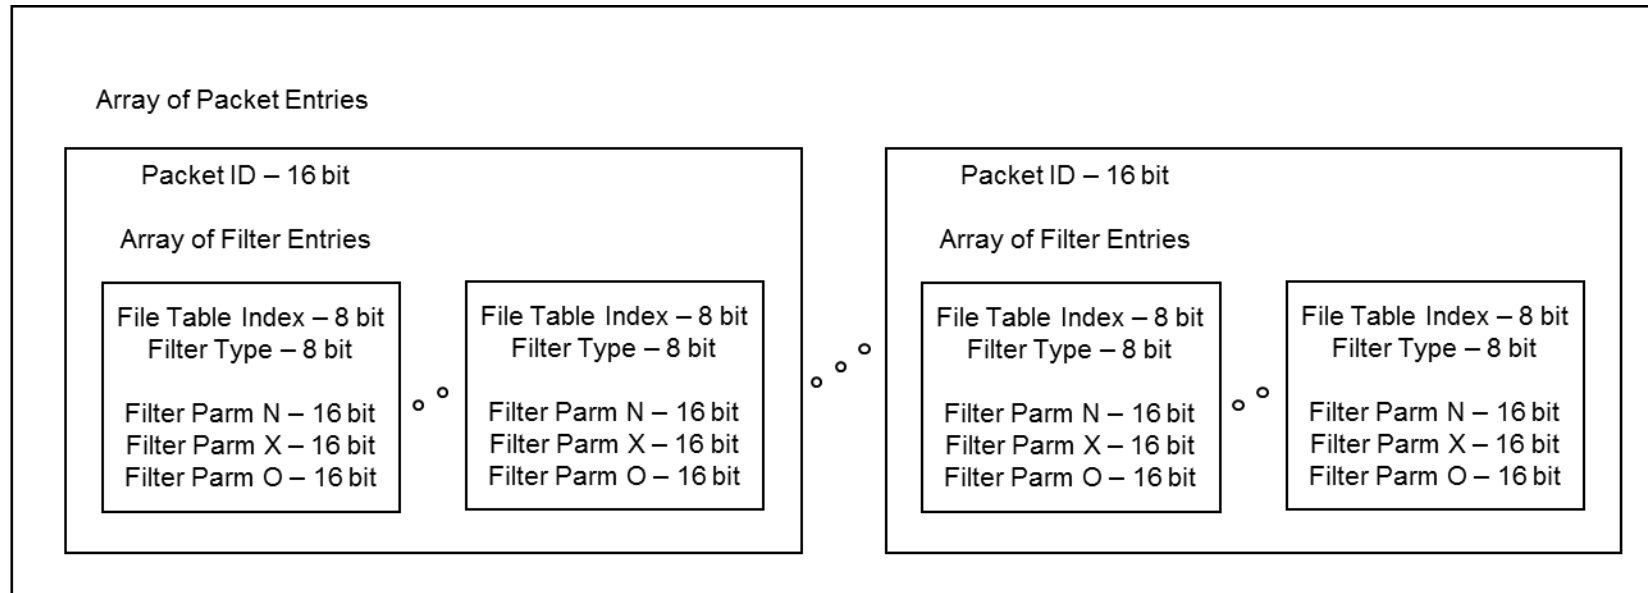 Array of Packet Entries
Packet ID – 16 bit
Array of Filter Entries
File Table Index – 8 bit
Filter Type – 8 bit
Filter Parm N – 16 bit
Filter Parm X – 16 bit
Filter Parm O – 16 bit
File Table Index – 8 bit
Filter Type – 8 bit
Filter Parm N – 16 bit
Filter Parm X – 16 bit
Filter Parm O – 16 bit
Packet ID – 16 bit
Array of Filter Entries
File Table Index – 8 bit
Filter Type – 8 bit
Filter Parm N – 16 bit
Filter Parm X – 16 bit
Filter Parm O – 16 bit
File Table Index – 8 bit
Filter Type – 8 bit
Filter Parm N – 16 bit
Filter Parm X – 16 bit
Filter Parm O – 16 bit